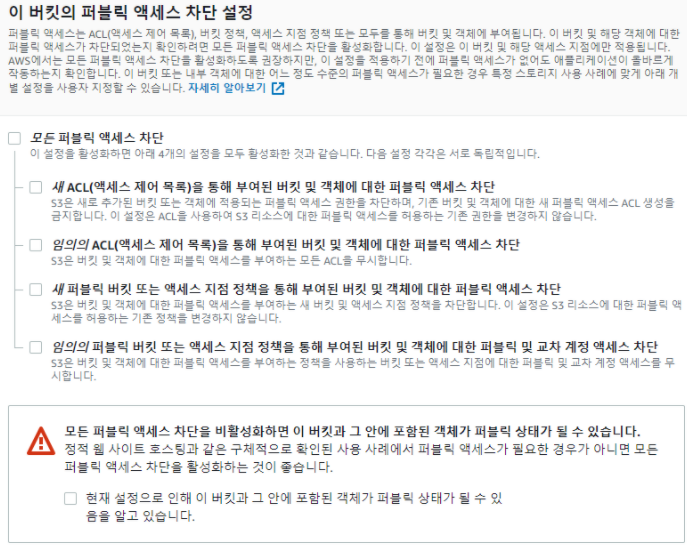 이 버킷의 퍼블릭 액세스 차단 설정
퍼블릭 액세스는 ACL(액세스 제어 목록), 버킷 정책, 액세스 지점 정책 또는 모두를 통해 버킷 및 객체에 부여됩니다. 이 버킷 및 해당 객체에 대한
퍼블릭 액세스가 차단되었는지 확인하려면 모든 퍼블릭 액세스 차단을 활성화합니다. 이 설정은 이 버킷 및 해당 액세스 지점에만 적용됩니다.
AWS에서는 모든 퍼블릭 액세스 차단을 활성화하도록 권장하지만, 이 설정을 적용하기 전에 퍼블릭 액세스가 없어도 애플리케이션이 올바르게
작동하는지 확인합니다. 이 버킷 또는 내부 객체에 대한 어느 정도 수준의 퍼블릭 액세스가 필요한 경우 특정 스토리지 사용 사례에 맞게 아래 개
별 설정을 사용자 지정할 수 있습니다. 자세히 알아보기
모든 퍼블릭 액세스 차단
이 설정을 활성화하면 아래 4개의 설정을 모두 활성화한 것과 같습니다. 다음 설정 각각은 서로 독립적입니다.
새 ACL(액세스 제어 목록)을 통해 부여된 버킷 및 객체에 대한 퍼블릭 액세스 차단
S3은 새로 추가된 버킷 또는 객체에 적용되는 퍼블릭 액세스 권한을 차단하며, 기존 버킷 및 객체에 대한 새 퍼블릭 액세스 ACL 생성을
금지합니다. 이 설정은 ACL을 사용하여 S3 리소스에 대한 퍼블릭 액세스를 허용하는 기존 권한을 변경하지 않습니다.
임의의 ACL(액세스 제어 목록)을 통해 부여된 버킷 및 객체에 대한 퍼블릭 액세스 차단
S3은 버킷 및 객체에 대한 퍼블릭 액세스를 부여하는 모든 ACL을 무시합니다.
새 퍼블릭 버킷 또는 액세스 지점 정책을 통해 부여된 버킷 및 객체에 대한 퍼블릭 액세스 차단
S3은 버킷 및 객체에 대한 퍼블릭 액세스를 부여하는 새 버킷 및 액세스 지점 정책을 차단합니다. 이 설정은 S3 리소스에 대한 퍼블릭 액
세스를 허용하는 기존 정책을 변경하지 않습니다.
임의의 퍼블릭 버킷 또는 액세스 지점 정책을 통해 부여된 버킷 및 객체에 대한 퍼블릭 및 교차 계정 액세스 차단
S3은 버킷 및 객체에 대한 퍼블릭 액세스를 부여하는 정책을 사용하는 버킷 또는 액세스 지점에 대한 퍼블릭 및 교차 계정 액세스를 무
시합니다.
모든 퍼블릭 액세스 차단을 비활성화하면 이 버킷과 그 안에 포함된 객체가 퍼블릭 상태가 될 수 있습니다.
정적 웹 사이트 호스팅과 같은 구체적으로 확인된 사용 사례에서 퍼블릭 액세스가 필요한 경우가 아니면 모든
퍼블릭 액세스 차단을 활성화하는 것이 좋습니다.
현재 설정으로 인해 이 버킷과 그 안에 포함된 객체가 퍼블릭 상태가 될 수 있
음을 알고 있습니다.